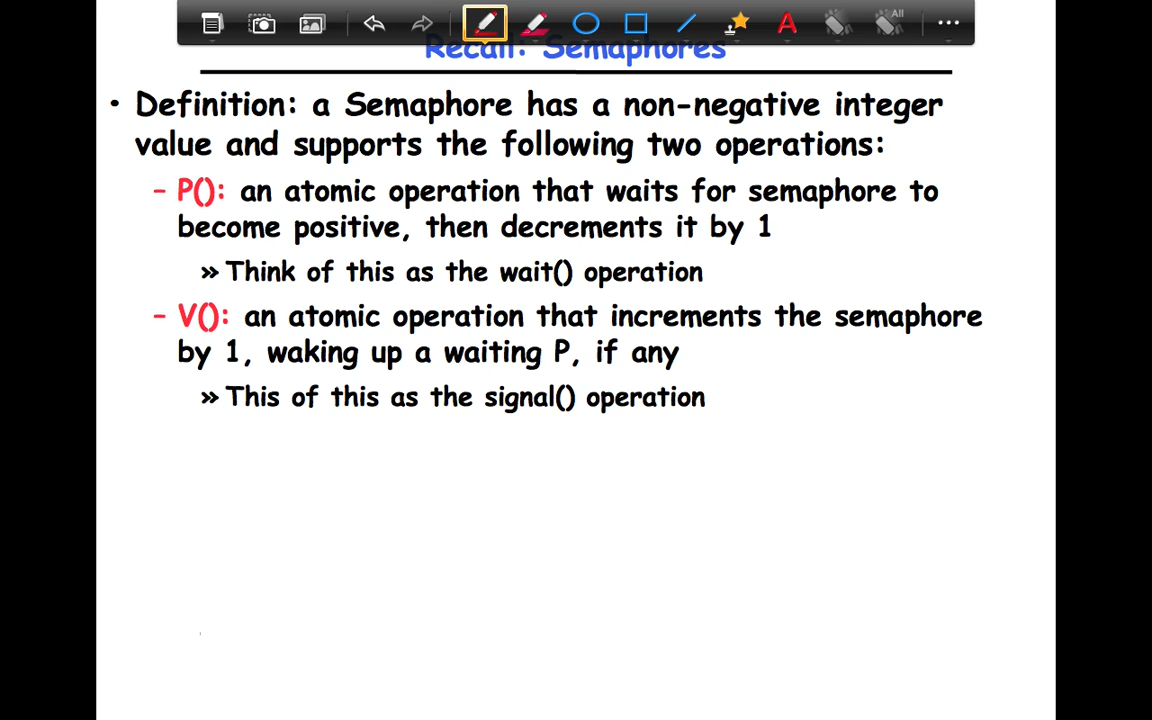 All
A
Recall: Semaphores
• Definition: a Semaphore has a non-negative integer
value and supports the following two operations:
– P(): an atomic operation that waits for semaphore to
become positive, then decrements it by 1
» Think of this as the wait() operation
– V(): an atomic operation that increments the semaphore
by 1, waking up a waiting P, if any
» This of this as the signal() operation